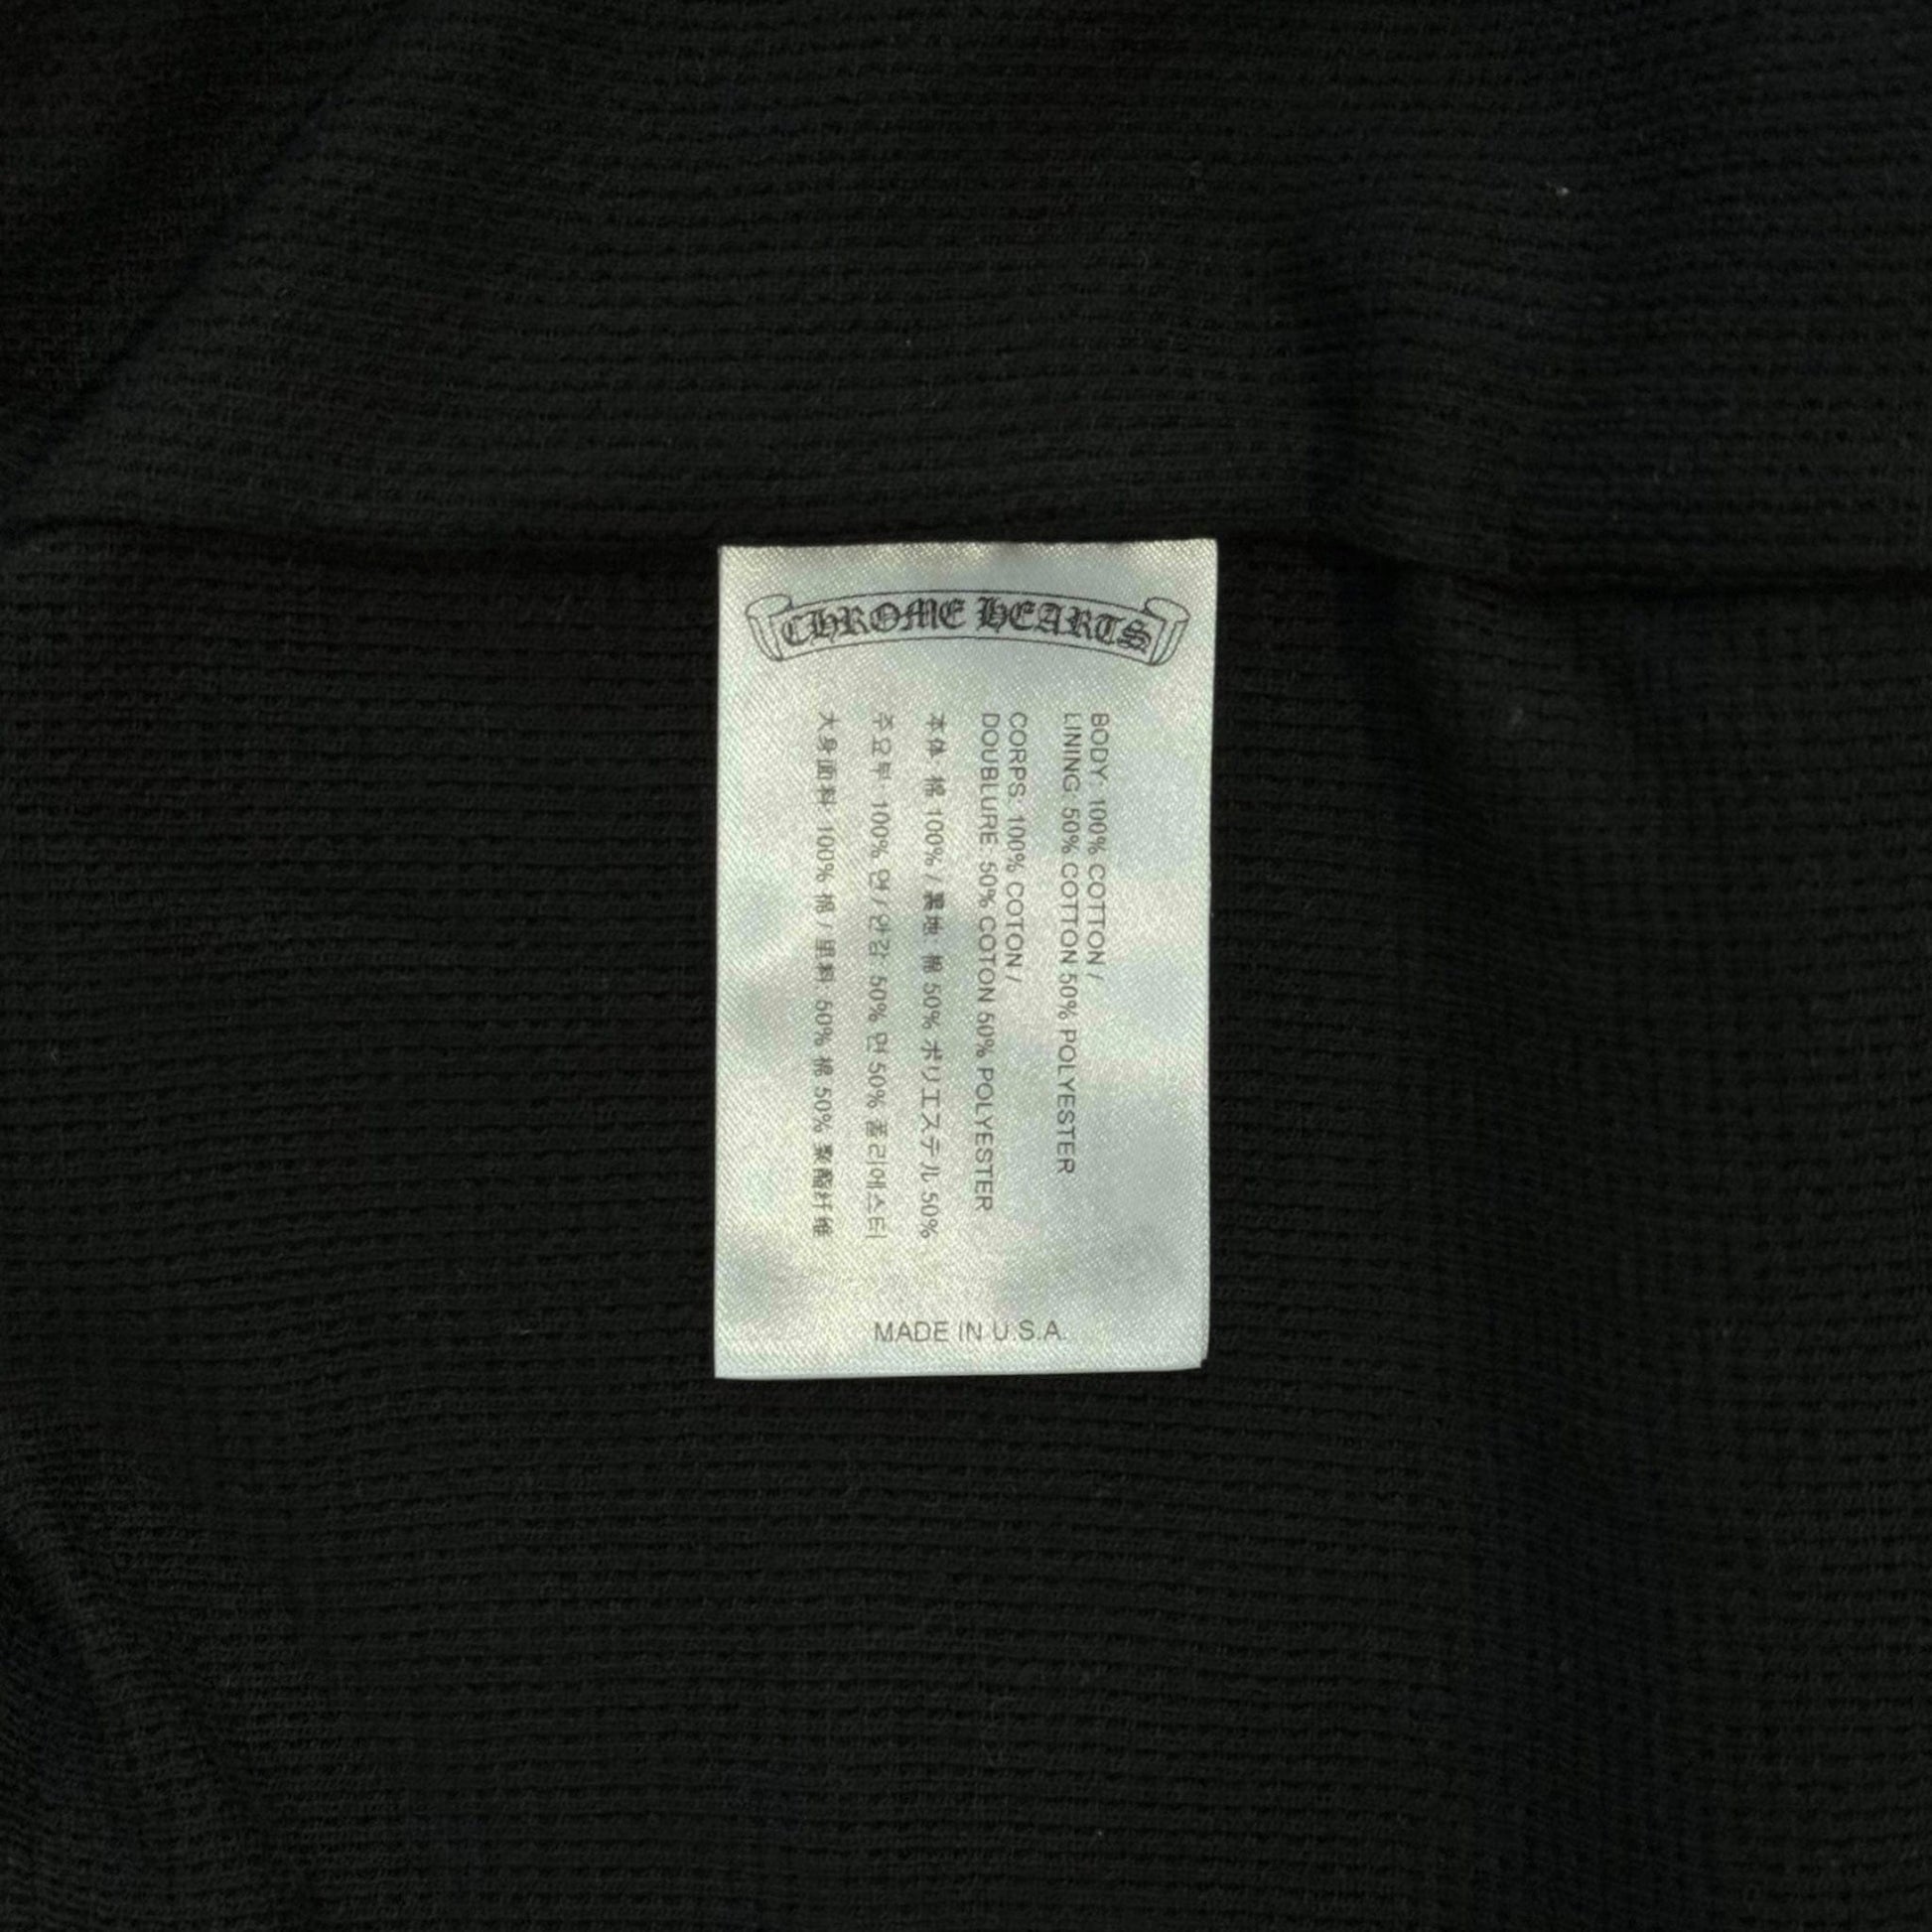 CHROME HEARTS
BODY: 100% COTTON /
LINING: 50% COTTON 50% POLYESTER
CORPS: 100% COTON /
DOUBLURE: 50% COTON 50% POLYESTER
本体: 棉 100% / 裏地: 棉 50% ポリエステル 50%
주요부: 100% 면 / 안감: 50% 면 50% 폴리에스터
大身面料: 100% 棉 / 里料: 50% 棉 50% 聚酯纤维
MADE IN U.S.A.